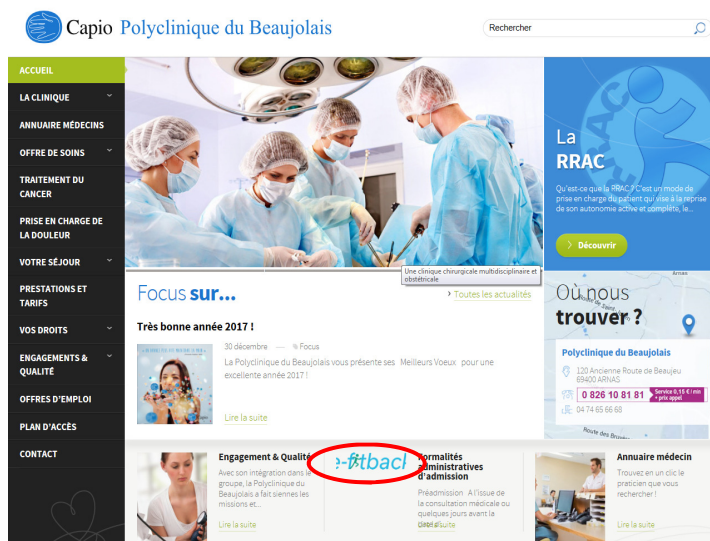 Capio Polyclinique du Beaujolais
Rechercher
ACCUEIL
LA CLINIQUE
ANNUAIRE MÉDECINS
OFFRE DE SOINS
TRAITEMENT DU
CANCER
PRISE EN CHARGE DE
LA DOULEUR
VOTRE SÉJOUR
PRESTATIONS ET
TARIFS
VOS DROITS
ENGAGEMENTS &
QUALITÉ
OFFRES D'EMPLOI
PLAN D'ACCÈS
CONTACT
Une clinique chirurgicale multidisciplinaire et
obstétricale
La
RRAC
Qu'est-ce que la RRAC ? C'est un mode de
prise en charge du patient qui vise à la reprise
de son autonomie active et complète, le...
> Découvrir
Focus sur...
> Toutes les actualités
Très bonne année 2017 !
30 décembre — Focus
La Polyclinique du Beaujolais vous présente ses Meilleurs Voeux pour une
excellente année 2017 !
Lire la suite
Arnas
Où nous
trouver ?
Polyclinique du Beaujolais
120 Ancienne Route de Beaujeu
69400 ARNAS
0 826 10 81 81 Service 0,15 € / min
+ prix appel
04 74 65 66 68
Route des
Engagement & Qualité
Avec son intégration dans le
groupe, la Polyclinique du
Beaujolais a fait siennes les
missions et...
Lire la suite
e-fitback
Formalités
administratives
d'admission
Préadmission A l'issue de
la consultation médicale ou
quelques jours avant la
Lire la suite
Annuaire médecin
Trouvez en un clic le
praticien que vous
rechercher !
Lire la suite